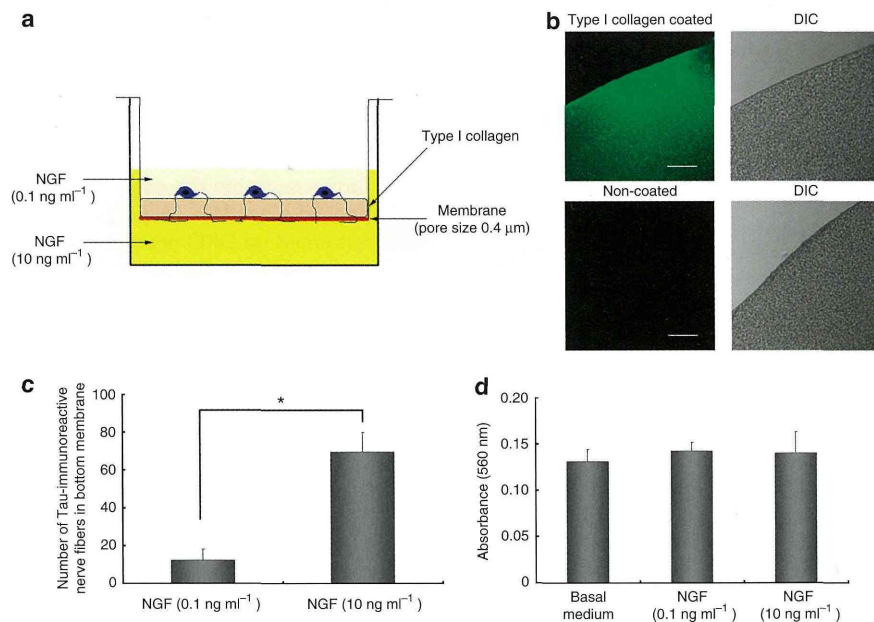 a
NGF
(0.1 ng ml⁻¹)
NGF
(10 ng ml⁻¹)
Type I collagen
Membrane
(pore size 0.4 μm)
b
Type I collagen coated
DIC
Non-coated
DIC
c
Number of Tau-immunoreactive
nerve fibers in bottom membrane
100
80
60
40
20
0
*
NGF (0.1 ng ml⁻¹)
NGF (10 ng ml⁻¹)
d
Absorbance (560 nm)
0.20
0.15
0.10
0.05
0
Basal
medium
NGF
(0.1 ng ml⁻¹)
NGF
(10 ng ml⁻¹)